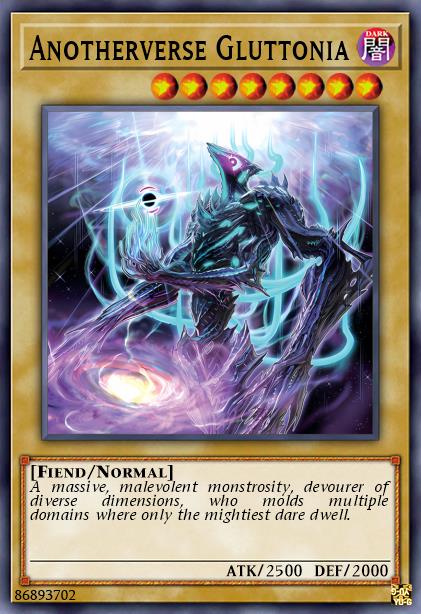 Anotherverse Gluttonia
DARK
闇
[Fiend/Normal]
A massive, malevolent monstrosity, devourer of
diverse dimensions, who molds multiple
domains where only the mightiest dare dwell.
ATK/2500 DEF/2000
86893702